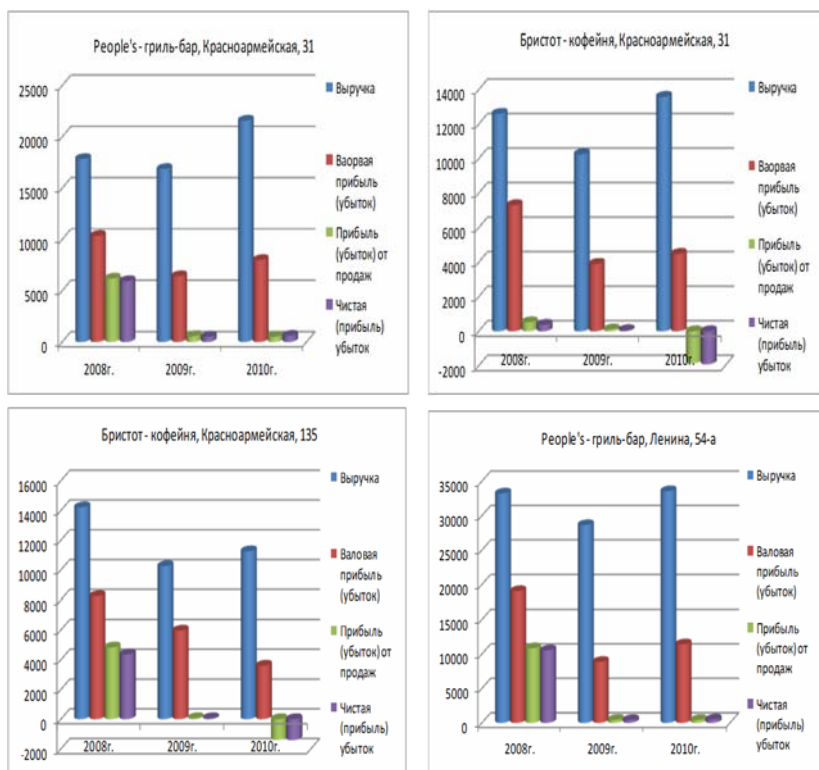 People's - гриль-бар, Красноармейская, 31
25000
20000
15000
10000
5000
0
2008г.
2009г.
2010г.
Выручка
Ваорвая
прибыль
(убыток)
Прибыль
(убыток) от
продаж
Чистая
(прибыль)
убыток
Бристот - кофейня, Красноармейская, 31
14000
12000
10000
8000
6000
4000
2000
0
-2000
2008г.
2009г.
2010г.
Выручка
Ваорвая
прибыль
(убыток)
Прибыль
(убыток) от
продаж
Чистая
(прибыль)
убыток
Бристот - кофейня, Красноармейская, 135
16000
14000
12000
10000
8000
6000
4000
2000
0
-2000
2008г.
2009г.
2010г.
Выручка
Валовая
прибыль
(убыток)
Прибыль
(убыток) от
продаж
Чистая
(прибыль)
убыток
People's - гриль-бар, Ленина, 54-а
35000
30000
25000
20000
15000
10000
5000
0
2008г.
2009г.
2010г.
Выручка
Валовая
прибыль
(убыток)
Прибыль
(убыток) от
продаж
Чистая
(прибыль)
убыток